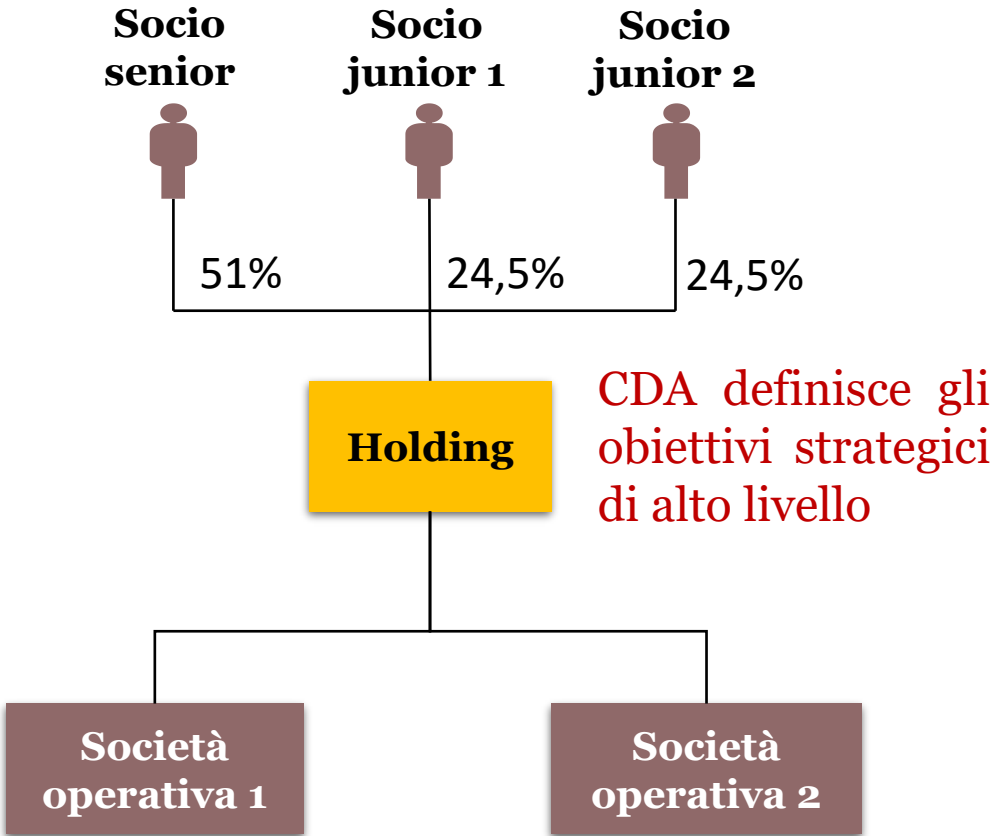 Socio
senior
Socio
junior 1
Socio
junior 2
51%
24,5%
24,5%
Holding
CDA definisce gli
obiettivi strategici
di alto livello
Società
operativa 1
Società
operativa 2